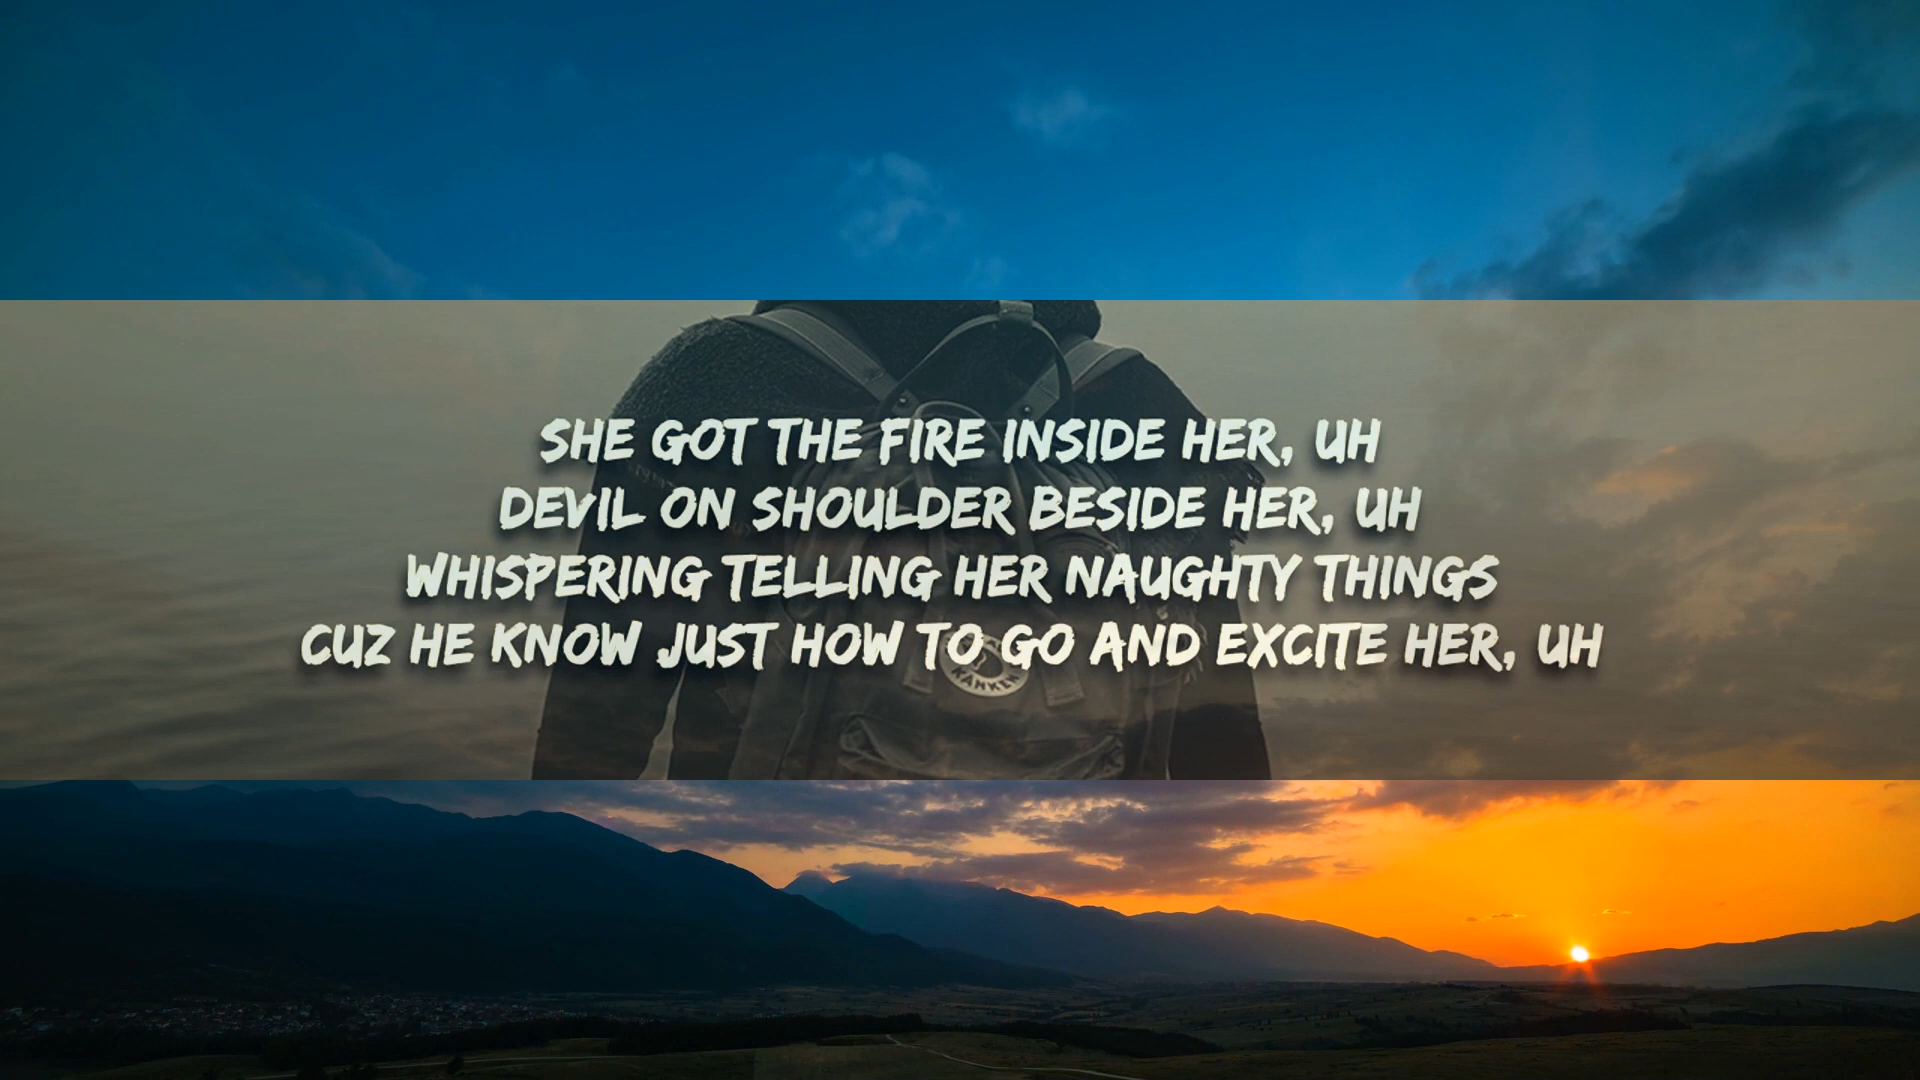 SHE GOT THE FIRE INSIDE HER, UH
DEVIL ON SHOULDER BESIDE HER, UH
WHISPERING TELLING HER NAUGHTY THINGS
CUZ HE KNOW JUST HOW TO GO AND EXCITE HER, UH
KANKEN